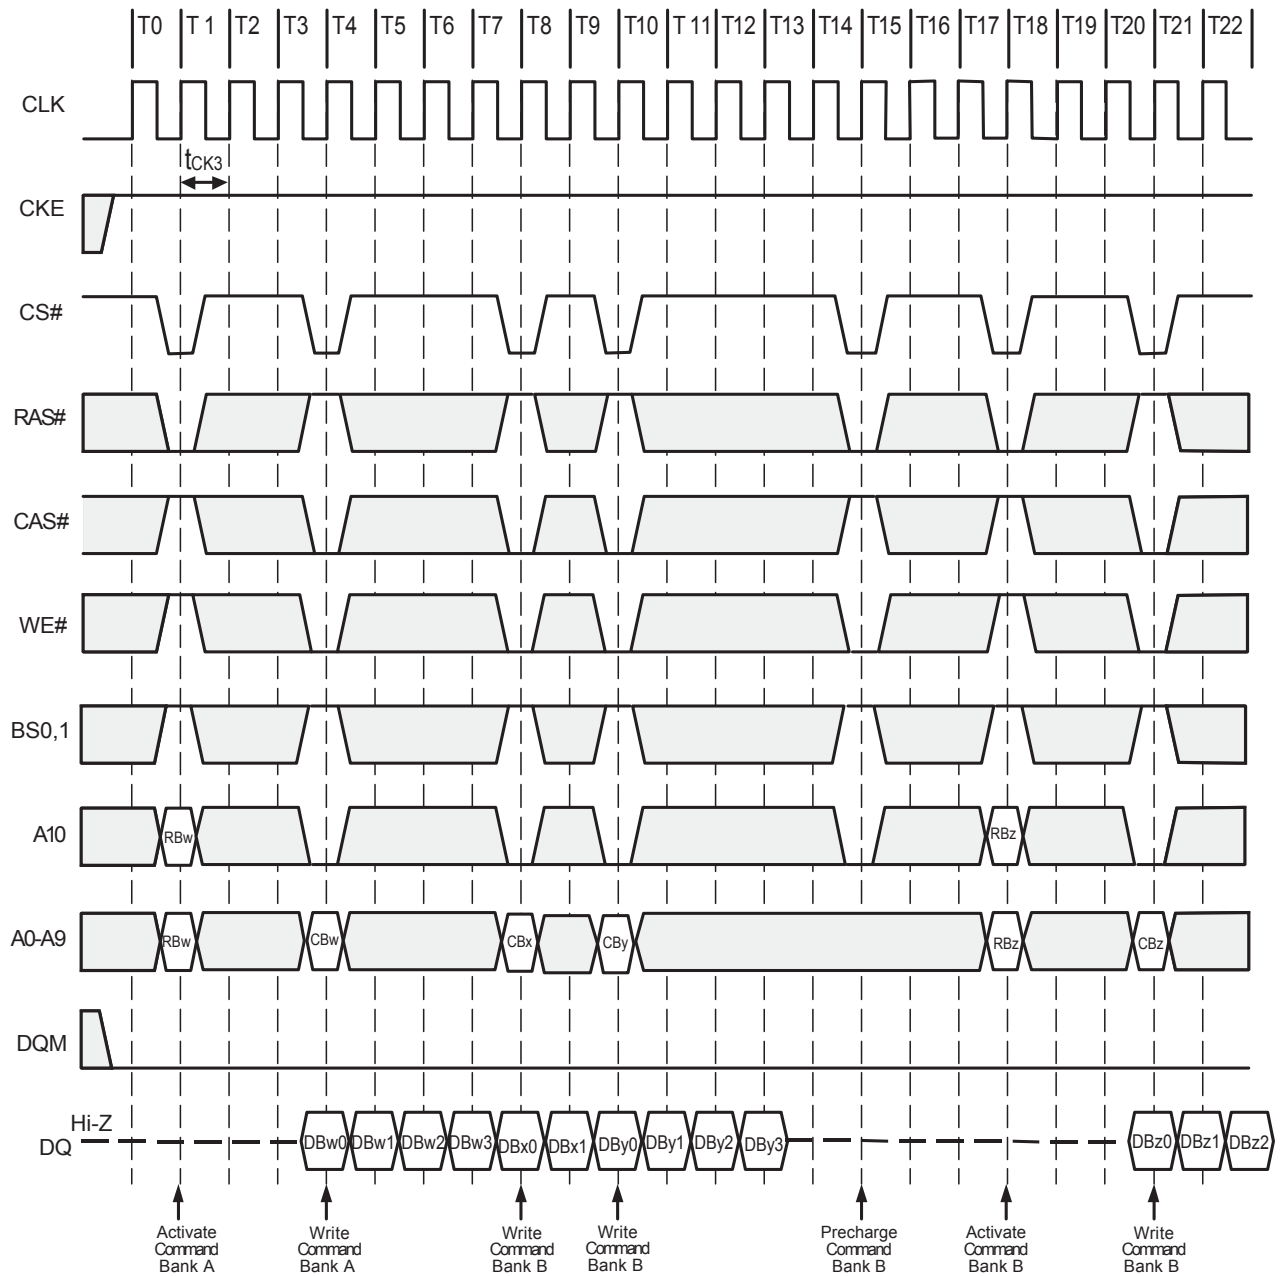 T0 T 1 T2 T3 T4 T5 T6 T7 T8 T9 T10 T 11 T12 T13 T14 T15 T16 T17 T18 T19 T20 T21 T22
CLK
tCK3
CKE
CS#
RAS#
CAS#
WE#
BS0,1
A10 RBw RBz
A0-A9 RBw CBw CBx CBy RBz CBz
DQM
Hi-Z
DQ DBw0 DBw1 DBw2 DBw3 DBx0 DBx1 DBy0 DBy1 DBy2 DBy3 DBz0 DBz1 DBz2
Activate
Command
Bank A
Write
Command
Bank A
Write
Command
Bank B
Write
Command
Bank B
Precharge
Command
Bank B
Activate
Command
Bank B
Write
Command
Bank B